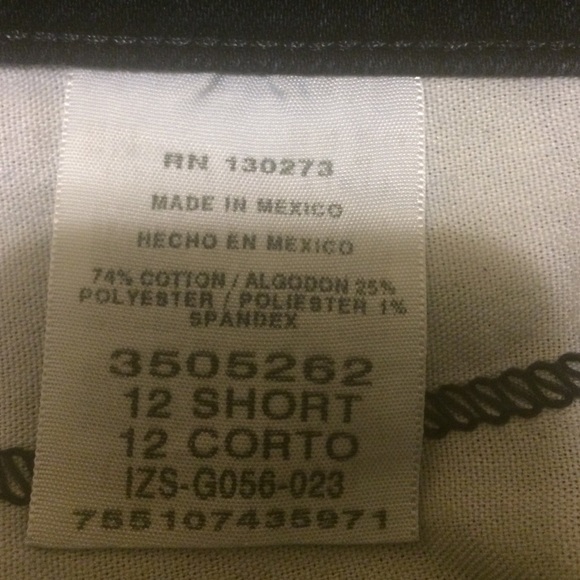 RN 130273
MADE IN MEXICO
HECHO EN MEXICO
74% COTTON / ALGODON 25%
POLYESTER / POLIESTER 1%
SPANDEX
3505262
12 SHORT
12 CORTO
IZS-G056-023
755107435971